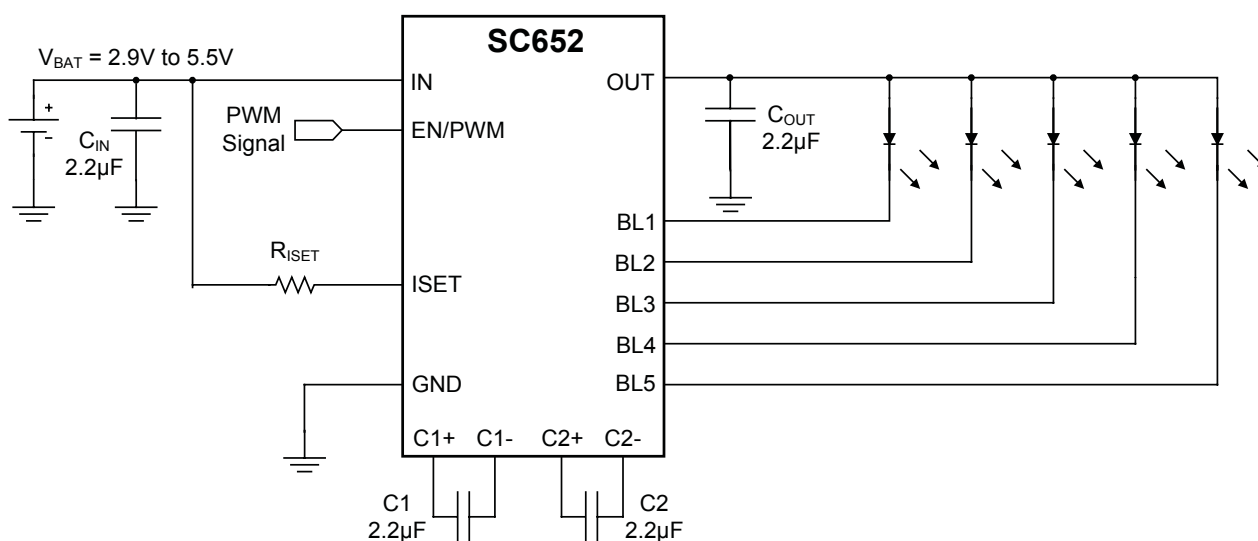 SC652
V_BAT = 2.9V to 5.5V
IN
OUT
+
-
C_IN
2.2µF
PWM
Signal
EN/PWM
C_OUT
2.2µF
BL1
R_ISET
BL2
ISET
BL3
BL4
GND
BL5
C1+ C1- C2+ C2-
C1
2.2µF
C2
2.2µF